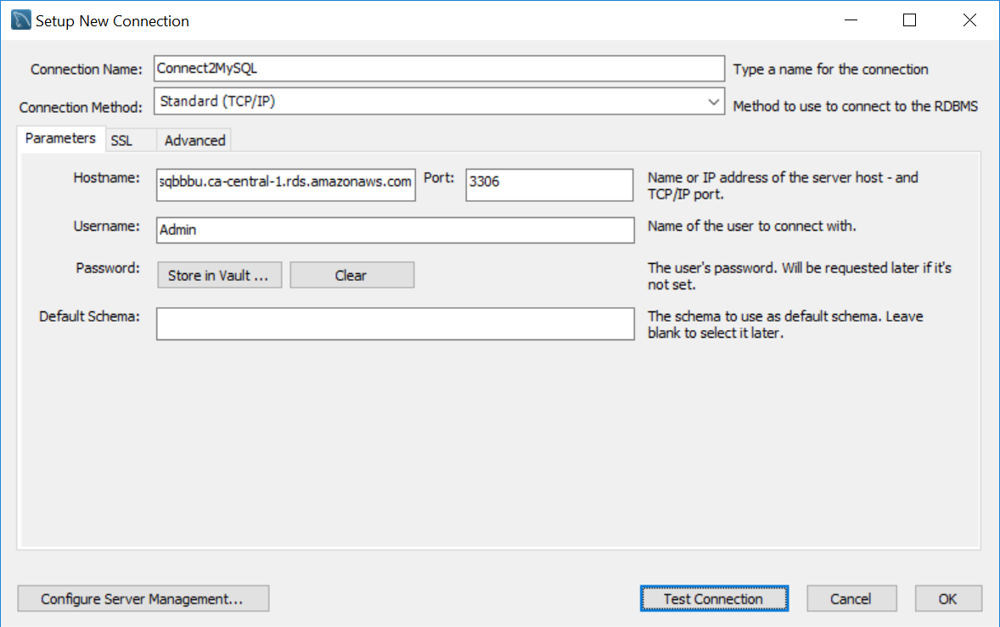 Setup New Connection
Connection Name: Connect2MySQL Type a name for the connection
Connection Method: Standard (TCP/IP) Method to use to connect to the RDBMS
Parameters SSL Advanced
Hostname: sqbbbu.ca-central-1.rds.amazonaws.com Port: 3306 Name or IP address of the server host - and
TCP/IP port.
Username: Admin Name of the user to connect with.
Password: Store in Vault ... Clear The user's password. Will be requested later if it's
not set.
Default Schema: The schema to use as default schema. Leave
blank to select it later.
Configure Server Management... Test Connection Cancel OK